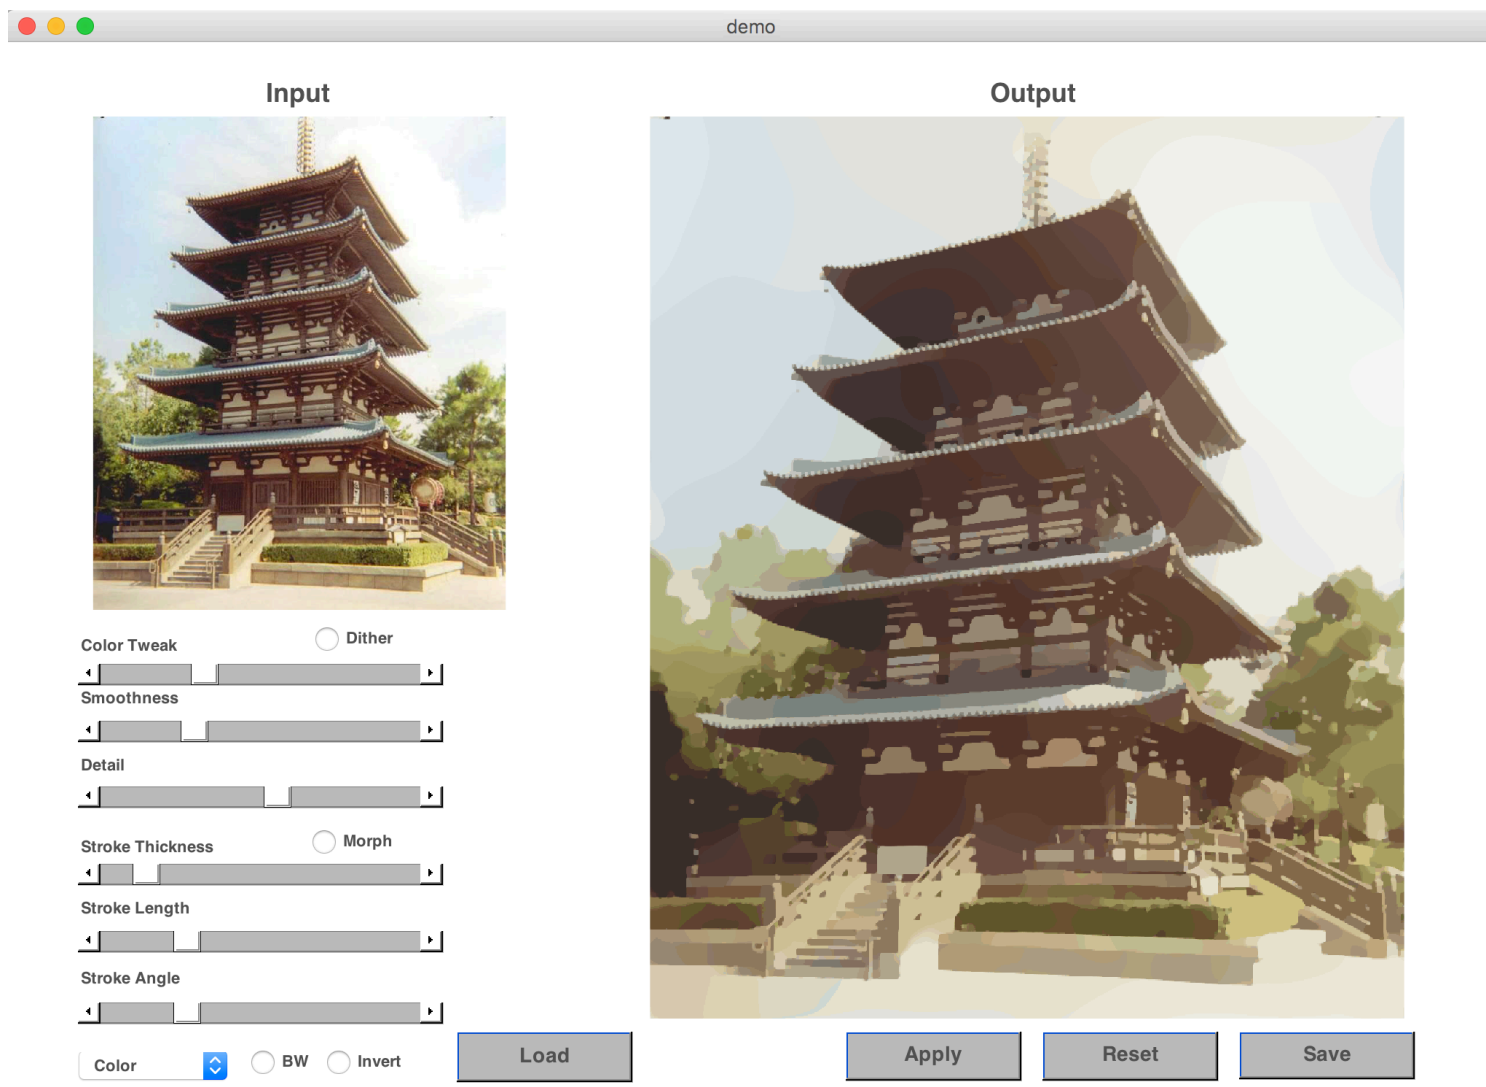 demo
Input
Output
Color Tweak
Dither
Smoothness
Detail
Stroke Thickness
Morph
Stroke Length
Stroke Angle
Color
BW
Invert
Load
Apply
Reset
Save